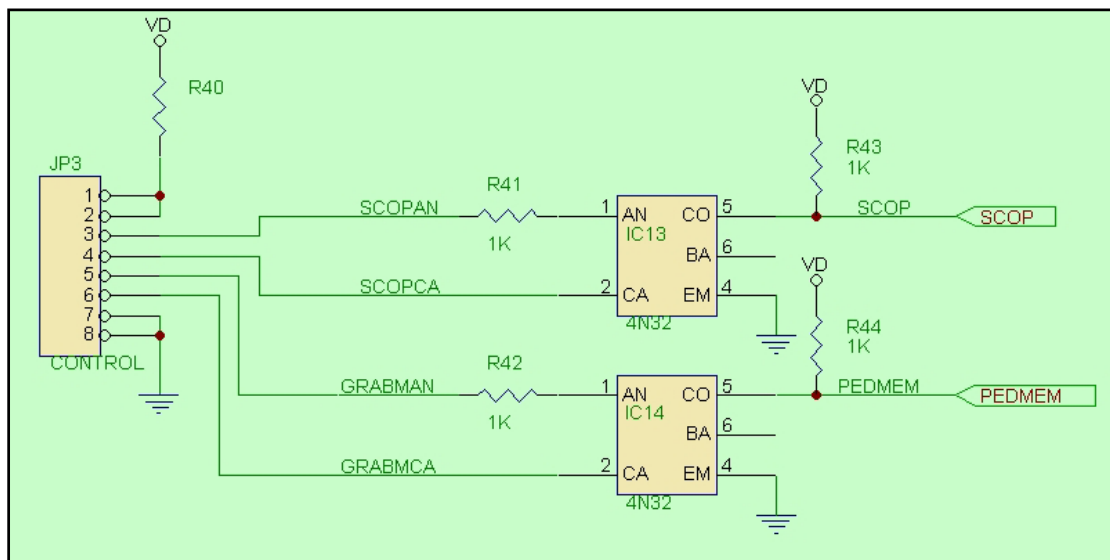 VD
R40
JP3
1
2
3
4
5
6
7
8
CONTROL
SCOPAN
R41
1K
SCOPCA
1
AN
CO
5
IC13
BA
6
2
CA
EM
4
4N32
VD
R43
1K
SCOP
SCOP
GRABMAN
R42
1K
GRABMCA
1
AN
CO
5
IC14
BA
6
2
CA
EM
4
4N32
VD
R44
1K
PEDMEM
PEDMEM